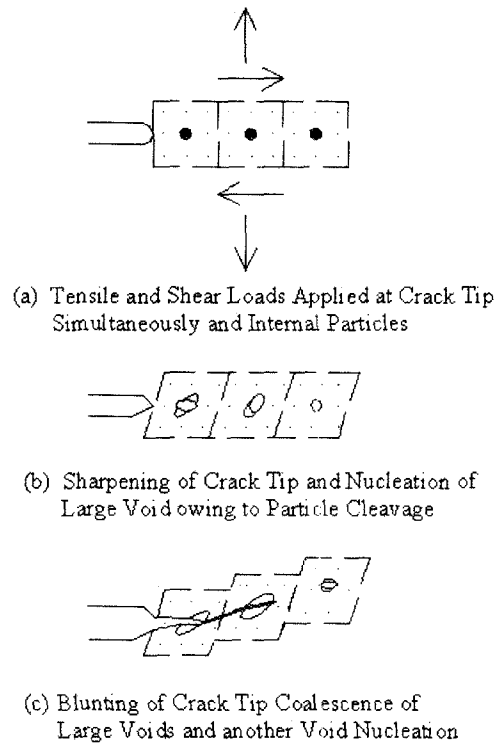 (a) Tensile and Shear Loads Applied at Crack Tip
Simultaneously and Internal Particles
(b) Sharpening of Crack Tip and Nucleation of
Large Void owing to Particle Cleavage
(c) Blunting of Crack Tip Coalescence of
Large Voids and another Void Nucleation